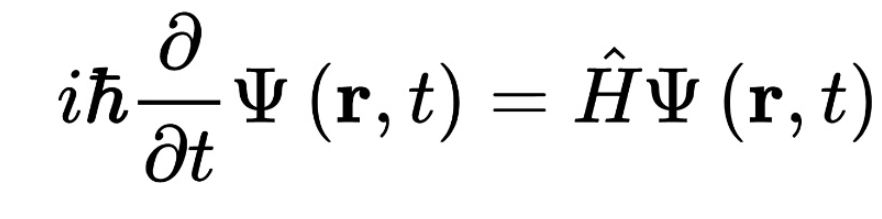 iħ ∂/∂t Ψ (𝐫, t) = ĤΨ (𝐫, t)